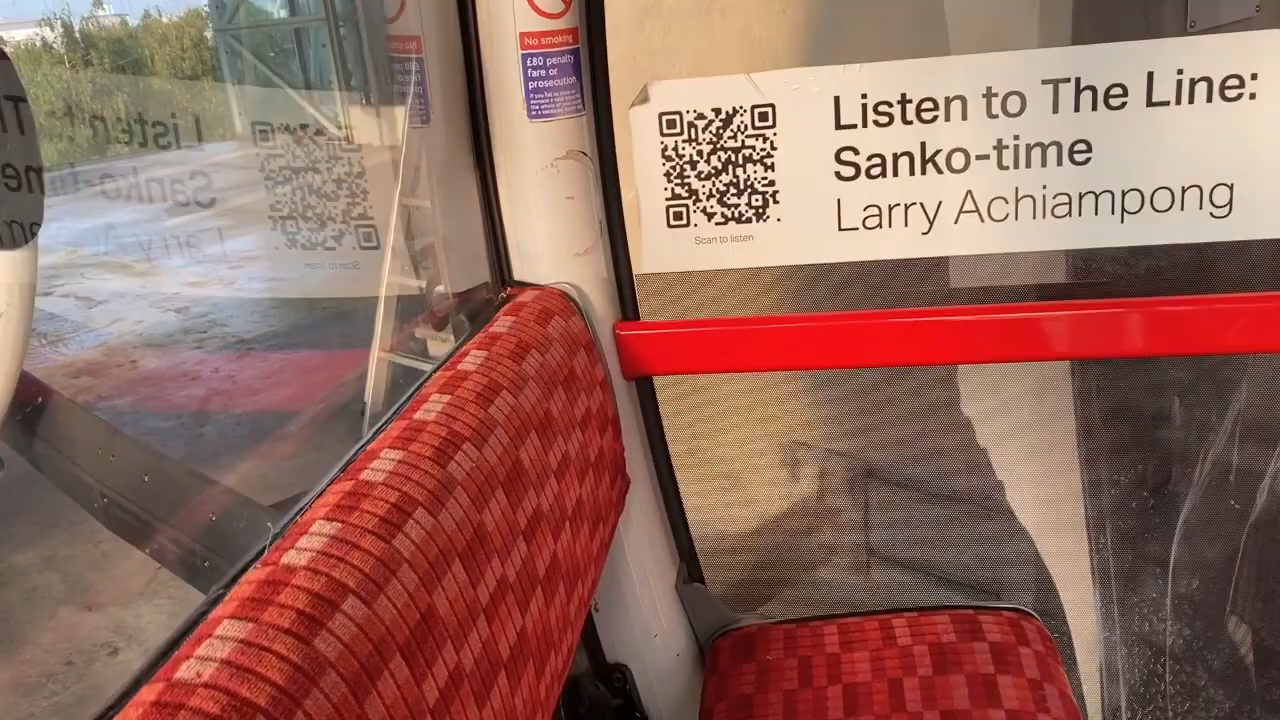 No smoking
£80 penalty
fare or
prosecution
Listen to The Line:
Sanko-time
Larry Achiampong
Scan to listen